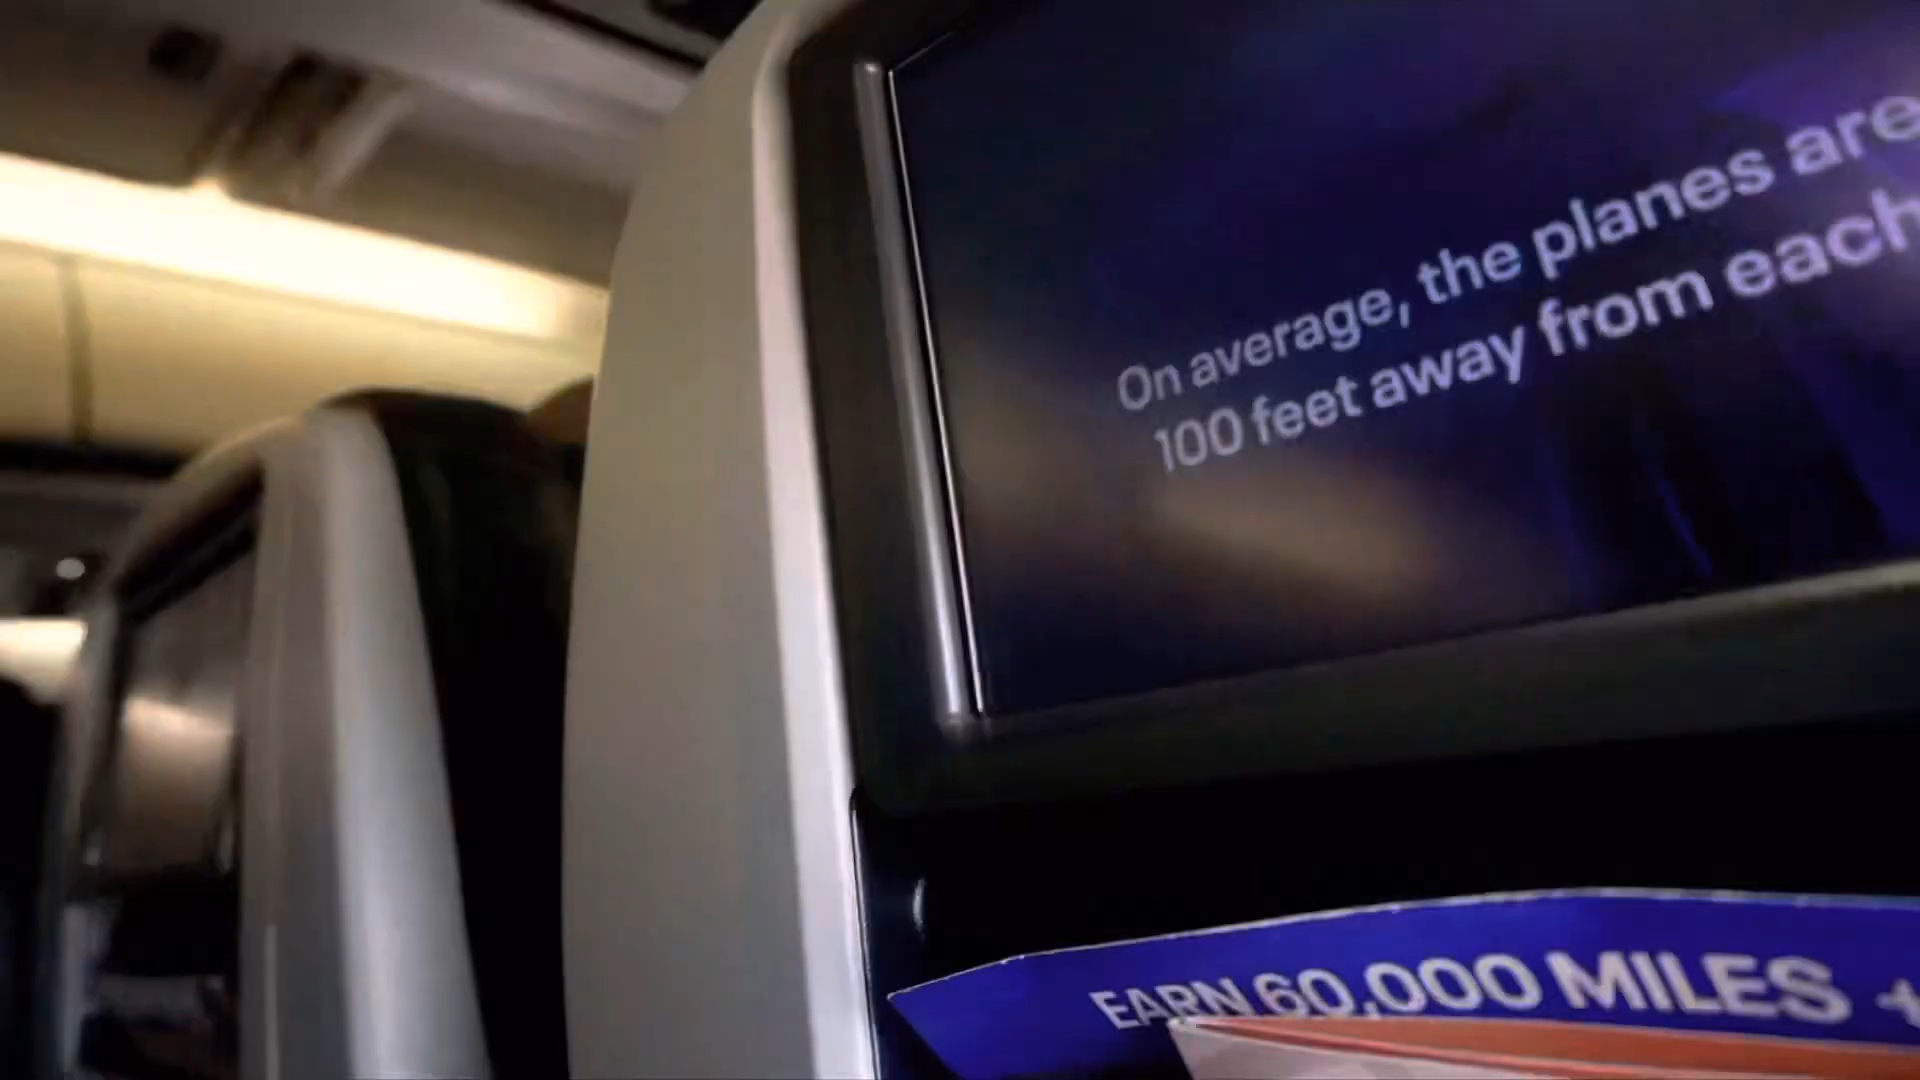 On average, the planes are
100 feet away from each
EARN 60,000 MILES +